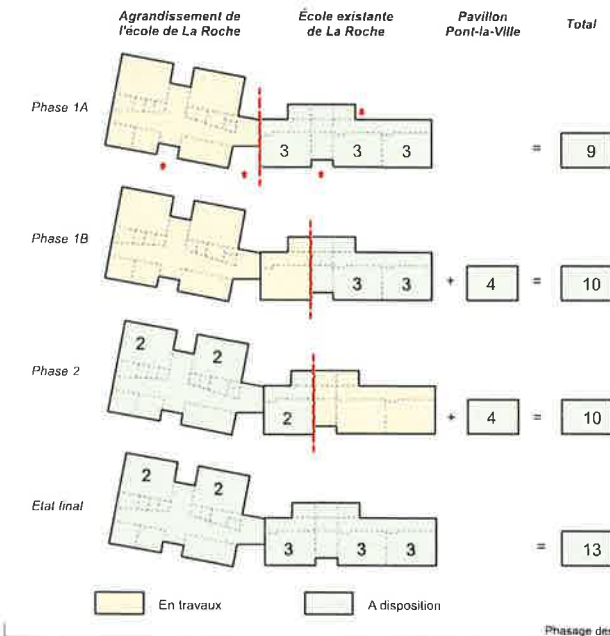 Agrandissement de l'école de La Roche
École existante de La Roche
Pavillon Pont-la-Ville
Total
Phase 1A
3 3 3 = 9
Phase 1B
3 3 + 4 = 10
Phase 2
2 2 2 + 4 = 10
Etat final
2 2 3 3 3 = 13
En travaux
A disposition
Phasage des